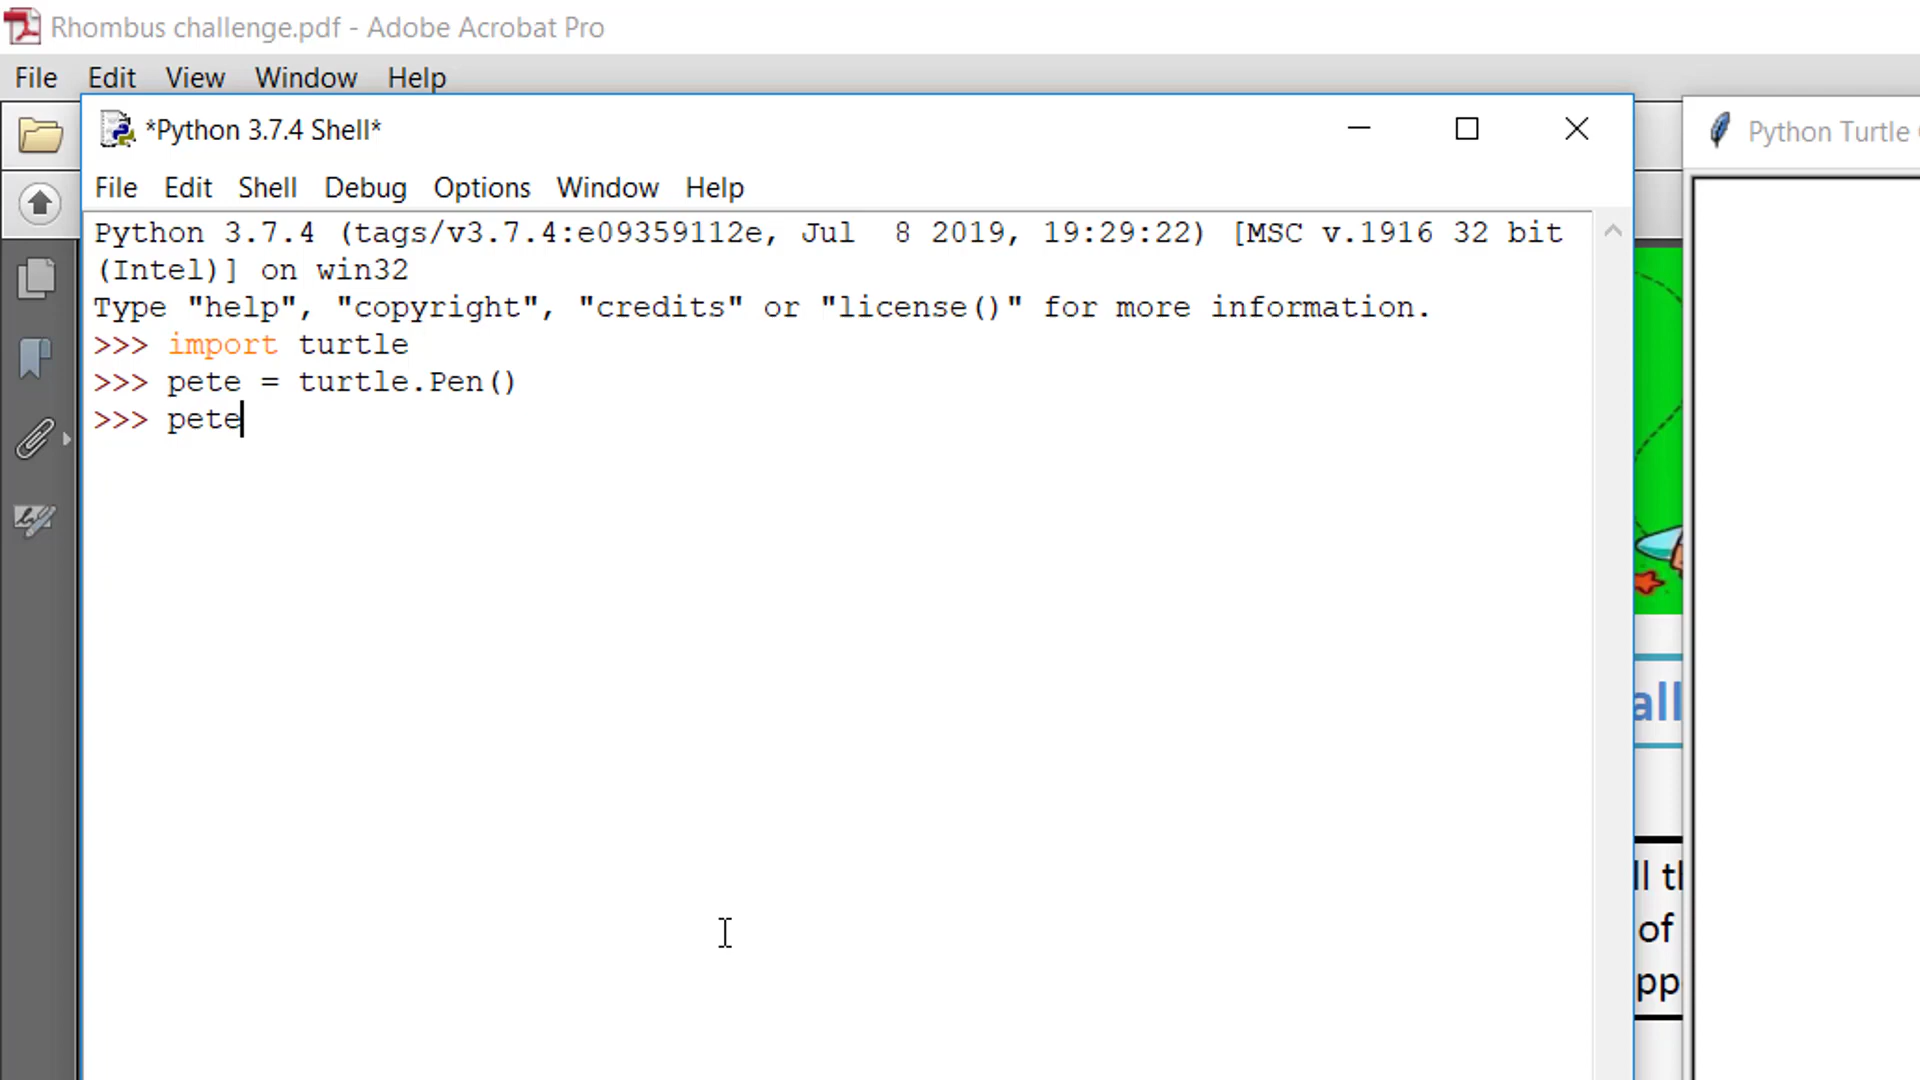 Rhombus challenge.pdf - Adobe Acrobat Pro
File Edit View Window Help
*Python 3.7.4 Shell*
Python Turtle
File Edit Shell Debug Options Window Help
Python 3.7.4 (tags/v3.7.4:e09359112e, Jul  8 2019, 19:29:22) [MSC v.1916 32 bit
(Intel)] on win32
Type "help", "copyright", "credits" or "license()" for more information.
>>> import turtle
>>> pete = turtle.Pen()
>>> pete
all
ll th
of
pp